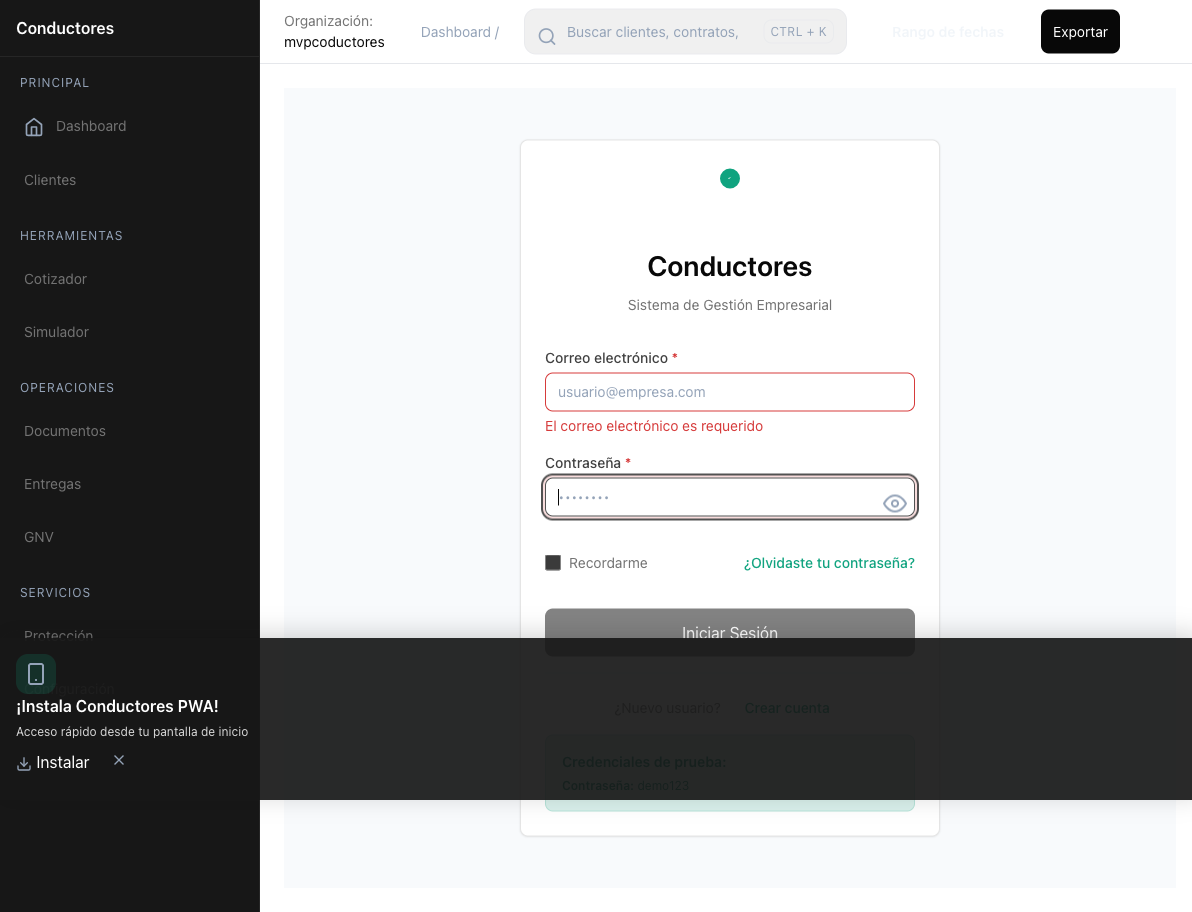 Conductores
PRINCIPAL
Dashboard
Clientes
HERRAMIENTAS
Cotizador
Simulador
OPERACIONES
Documentos
Entregas
GNV
SERVICIOS
Protección
¡Instala Conductores PWA!
Acceso rápido desde tu pantalla de inicio
Instalar
Organización:
mvpcoductores
Dashboard /
Buscar clientes, contratos,
CTRL + K
Rango de fechas
Exportar
Conductores
Sistema de Gestión Empresarial
Correo electrónico *
usuario@empresa.com
El correo electrónico es requerido
Contraseña *
Recordarme
¿Olvidaste tu contraseña?
Iniciar Sesión
¿Nuevo usuario? Crear cuenta
Credenciales de prueba:
Contraseña: demo123